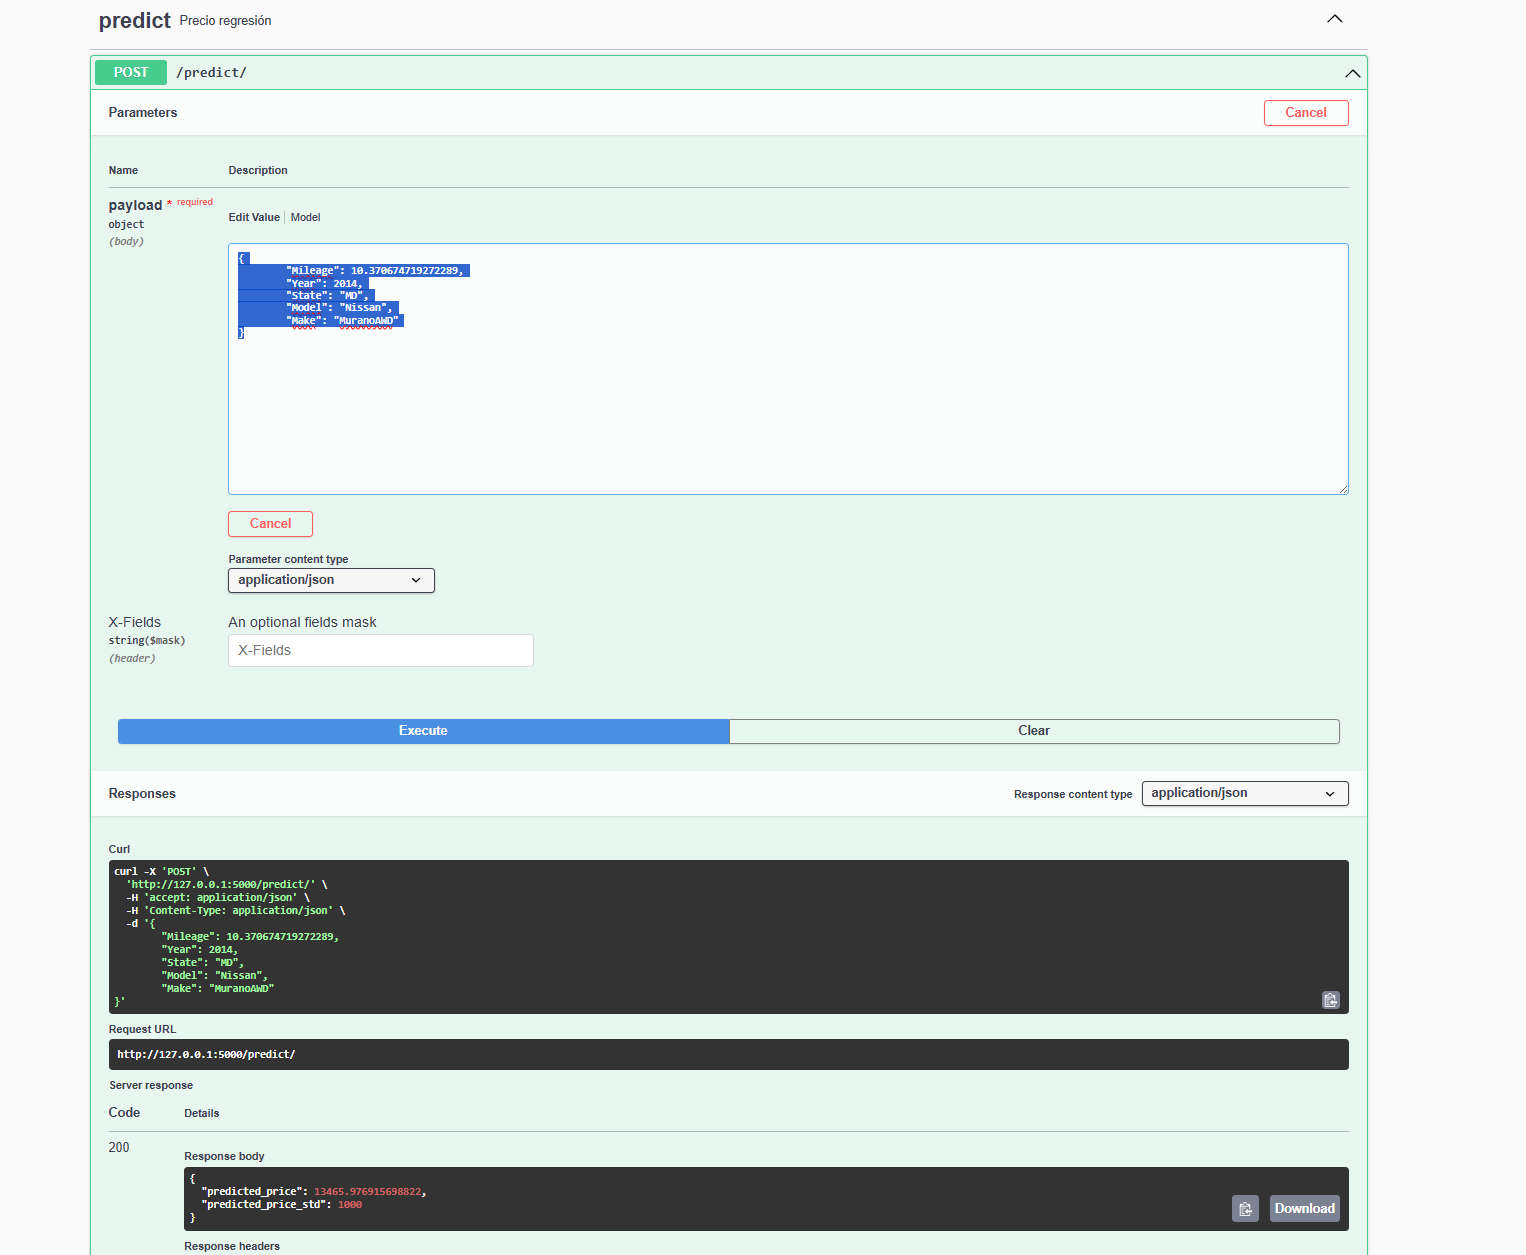 predict Precio regresión
POST /predict/
Parameters
Cancel
Name Description
payload * required
object
(body)
Edit Value | Model
{
"Mileage": 10.370674719272289,
"Year": 2014,
"State": "MD",
"Model": "Nissan",
"Make": "MuranoAWD"
}
Cancel
Parameter content type
application/json
X-Fields
string($mask)
(header)
An optional fields mask
X-Fields
Execute
Clear
Responses
Response content type application/json
Curl
curl -X 'POST' \
'http://127.0.0.1:5000/predict/' \
-H 'accept: application/json' \
-H 'Content-Type: application/json' \
-d '{
"Mileage": 10.370674719272289,
"Year": 2014,
"State": "MD",
"Model": "Nissan",
"Make": "MuranoAWD"
}'
Request URL
http://127.0.0.1:5000/predict/
Server response
Code Details
200
Response body
{
"predicted_price": 13465.976915698822,
"predicted_price_std": 1000
}
Download
Response headers